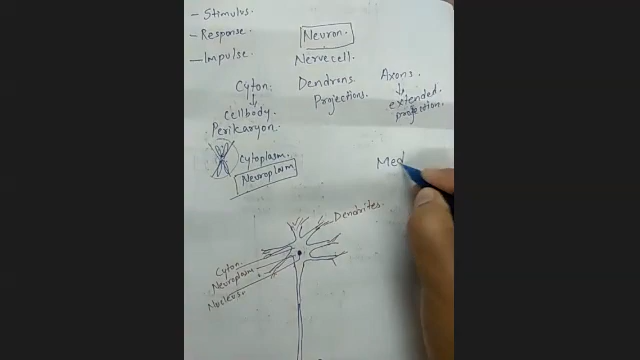 - Stimulus.
- Response.
- Impulse.
Neuron.
Nervecell.
Cyton.
Dendrons.
Axons.
Projections.
extended
projection.
Cellbody.
Perikaryon.
Cytoplasm.
Neuroplasm
Med
Dendrites.
Cyton.
Neuroplasm
Nucleus.